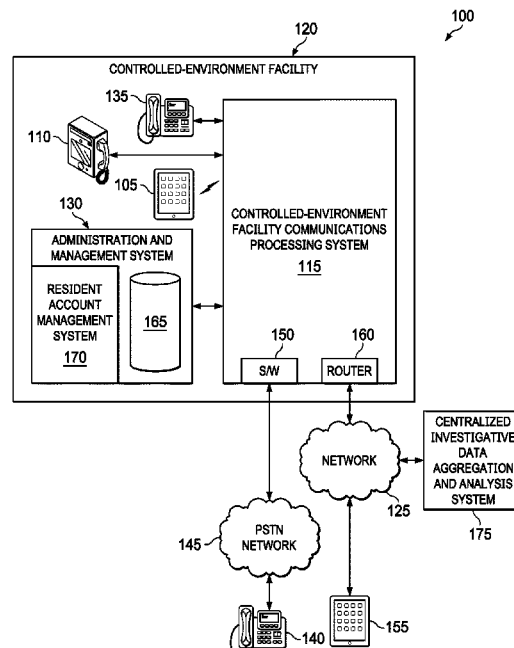 100
120
CONTROLLED-ENVIRONMENT FACILITY
135
110
105
CONTROLLED-ENVIRONMENT
FACILITY COMMUNICATIONS
PROCESSING SYSTEM
115
130
ADMINISTRATION AND
MANAGEMENT SYSTEM
RESIDENT
ACCOUNT
MANAGEMENT
SYSTEM
170
165
150
S/W
160
ROUTER
NETWORK
125
CENTRALIZED
INVESTIGATIVE
DATA
AGGREGATION
AND ANALYSIS
SYSTEM
175
PSTN
NETWORK
145
140
155